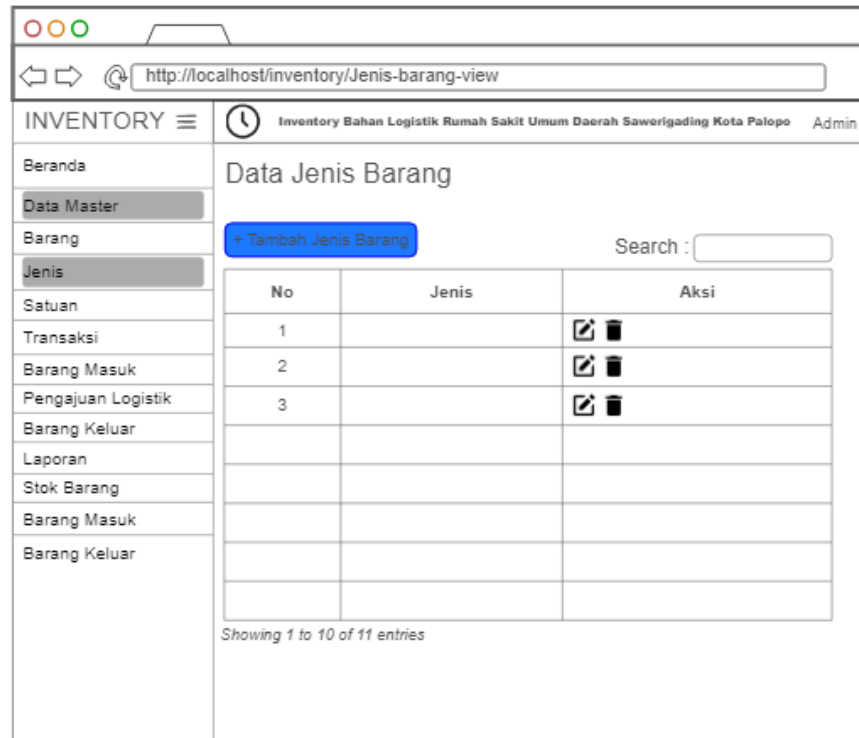 http://localhost/inventory/Jenis-barang-view
INVENTORY
Inventory Bahan Logistik Rumah Sakit Umum Daerah Sawerigading Kota Palopo
Admin
Beranda
Data Master
Barang
Jenis
Satuan
Transaksi
Barang Masuk
Pengajuan Logistik
Barang Keluar
Laporan
Stok Barang
Barang Masuk
Barang Keluar
Data Jenis Barang
+ Tambah Jenis Barang
Search :
No Jenis Aksi
1
2
3
Showing 1 to 10 of 11 entries